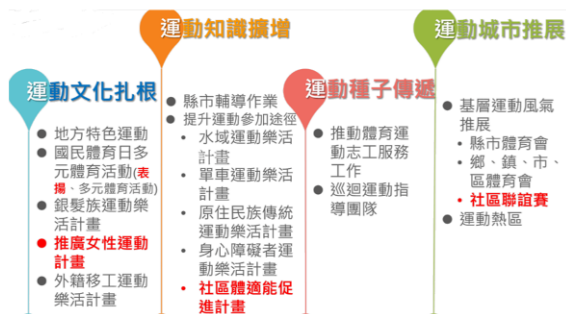 運動文化扎根
● 地方特色運動
● 國民體育日多
元體育活動(表
揚、多元體育活動)
● 銀髮族運動樂
活計畫
● 推廣女性運動
計畫
● 外籍移工運動
樂活計畫
運動知識擴增
● 縣市輔導作業
● 提升運動參加途徑
• 水域運動樂活
計畫
• 單車運動樂活
計畫
• 原住民族傳統
運動樂活計畫
• 身心障礙者運
動樂活計畫
• 社區體適能促
進計畫
運動種子傳遞
● 推動體育運
動志工服務
工作
● 巡迴運動指
導團隊
運動城市推展
● 基層運動風氣
推展
• 縣市體育會
• 鄉、鎮、市、
區體育會
• 社區聯誼賽
● 運動熱區